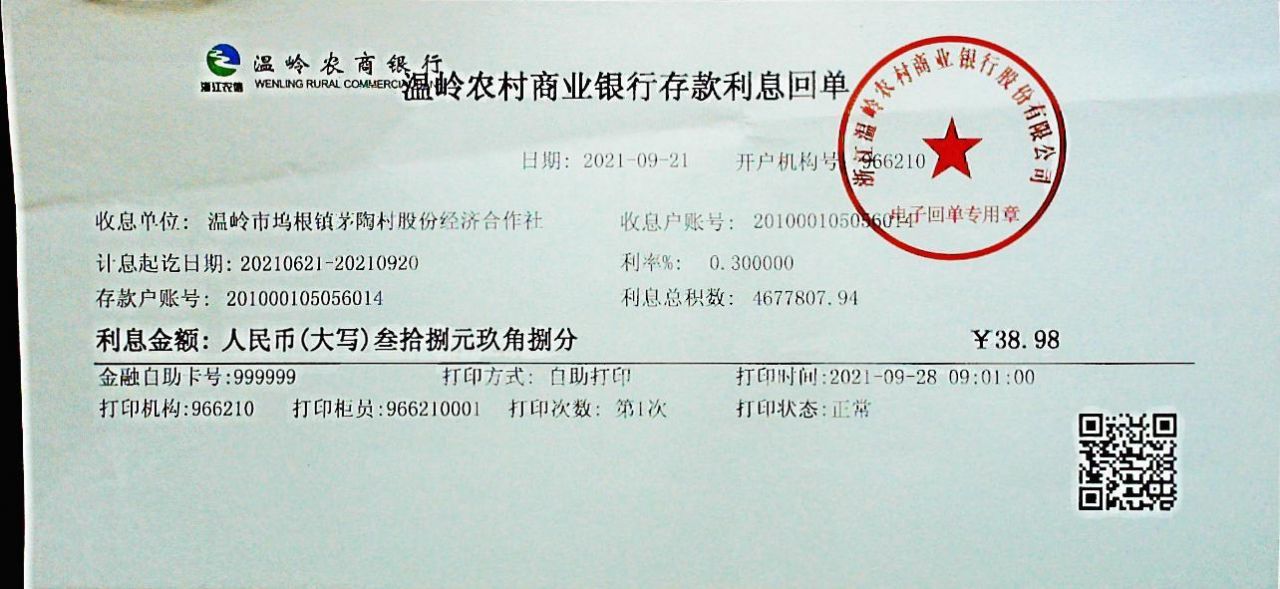 温岭农商银行
浙江农信 WENLING RURAL COMMERCIAL
温岭农村商业银行存款利息回单
浙江温岭农村商业银行股份有限公司
日期: 2021-09-21 开户机构号: 966210
电子回单专用章
收息单位: 温岭市坞根镇茅陶村股份经济合作社 收息户账号: 201000105056014
计息起讫日期: 20210621-20210920 利率%: 0.300000
存款户账号: 201000105056014 利息总积数: 4677807.94
利息金额: 人民币(大写)叁拾捌元玖角捌分 ¥38.98
金融自助卡号:999999 打印方式: 自助打印 打印时间:2021-09-28 09:01:00
打印机构:966210 打印柜员:966210001 打印次数: 第1次 打印状态:正常